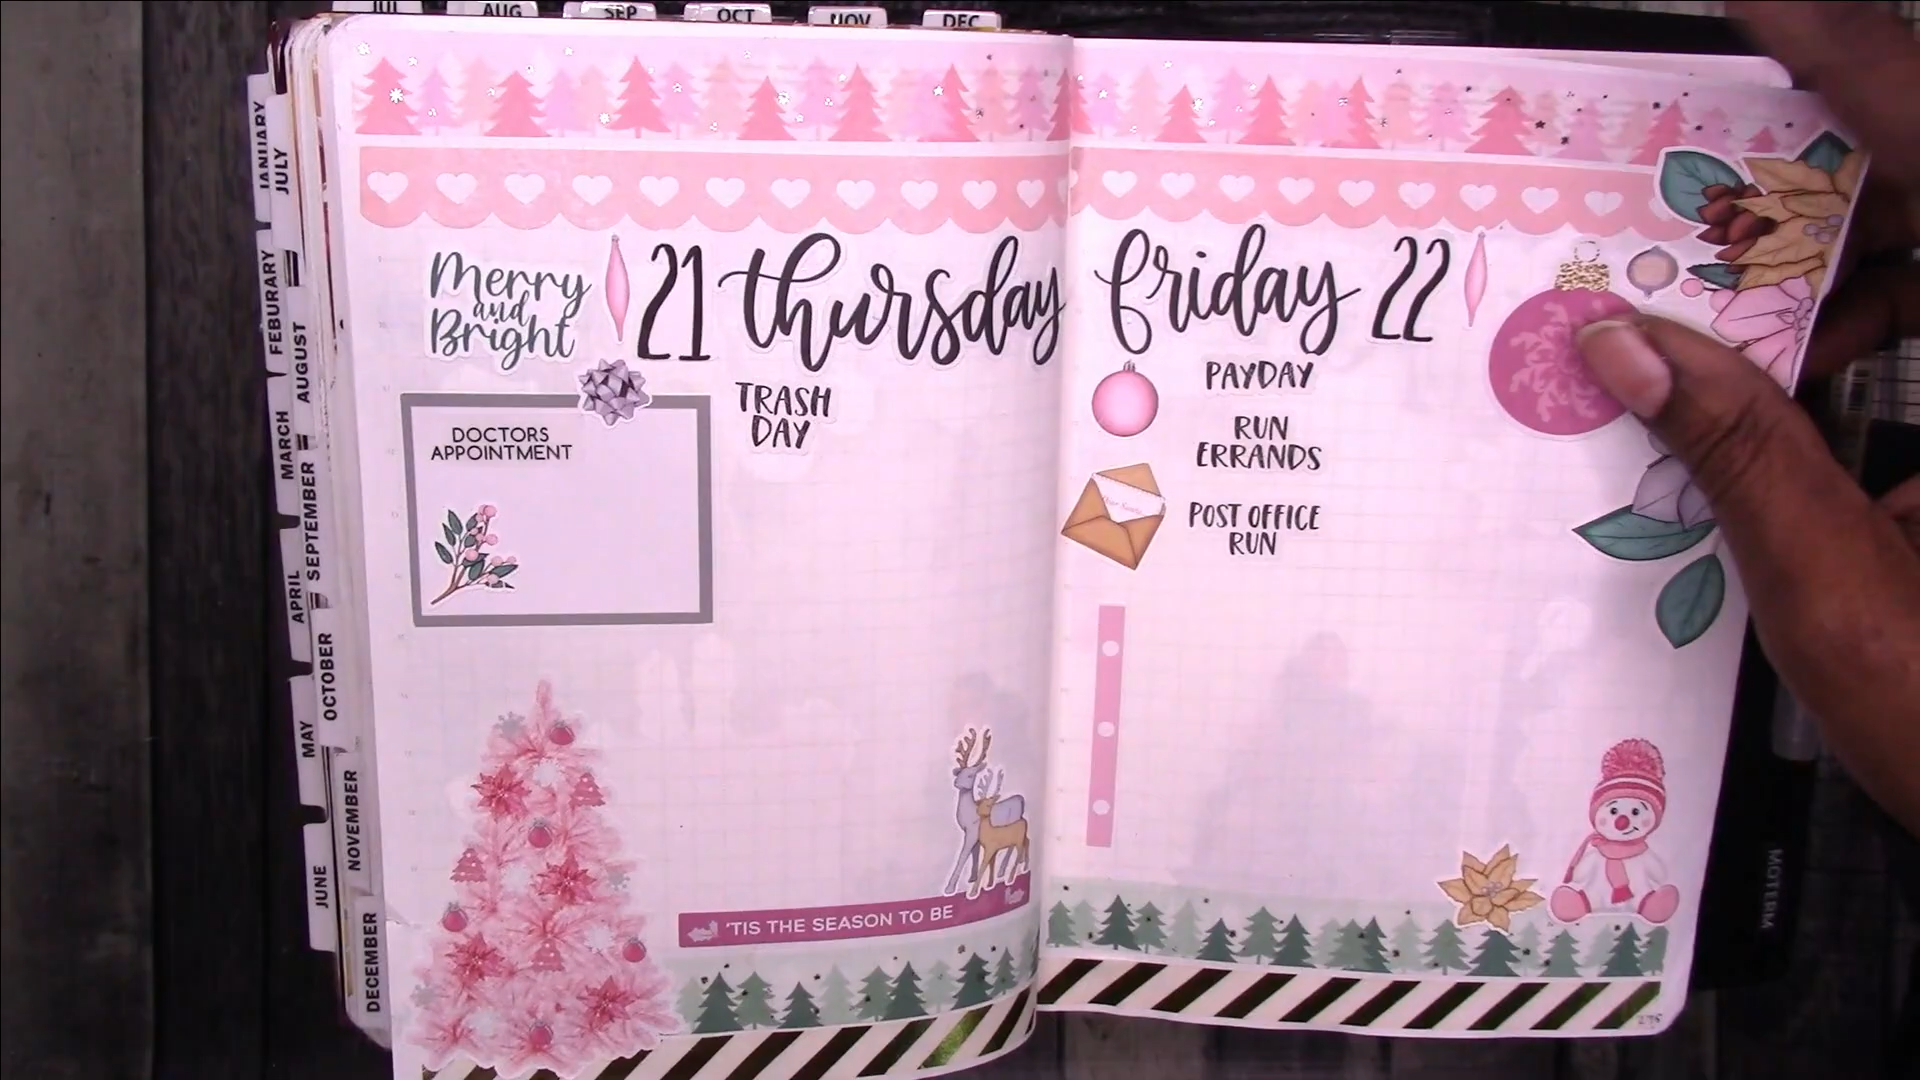 JUL
AUG
SEP
OCT
NOV
DEC
JANUARY
FEBURARY
MARCH
APRIL
MAY
JUNE
JULY
AUGUST
SEPTEMBER
OCTOBER
NOVEMBER
DECEMBER
Merry
and
Bright
21 thursday
DOCTORS
APPOINTMENT
TRASH
DAY
'TIS THE SEASON TO BE
friday 22
PAYDAY
RUN
ERRANDS
POST OFFICE
RUN
MOTERM